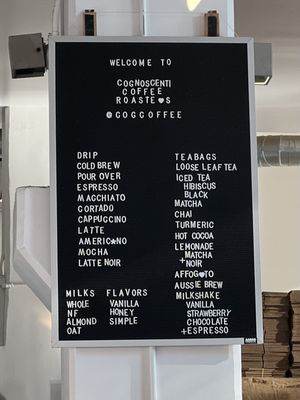 WELCOME TO
COGNOSCENTI
COFFEE
ROASTE♥S
@GOGCOFFEE
DRIP
COLD BREW
POUR OVER
ESPRESSO
MACCHIATO
CORTADO
CAPPUCCINO
LATTE
AMERIC★NO
MOCHA
LATTE NOIR
MILKS
WHOLE
NF
ALMOND
OAT
FLAVORS
VANILLA
HONEY
SIMPLE
TEABAGS
LOOSE LEAF TEA
ICED TEA
HIBISCUS
BLACK
MATCHA
CHAI
TURMERIC
HOT COCOA
LEMONADE
MATCHA
+NOIR
AFFOG♥TO
AUSSIE BREW
MILKSHAKE
VANILLA
STRAWBERRY
CHOCOLATE
+ESPRESSO